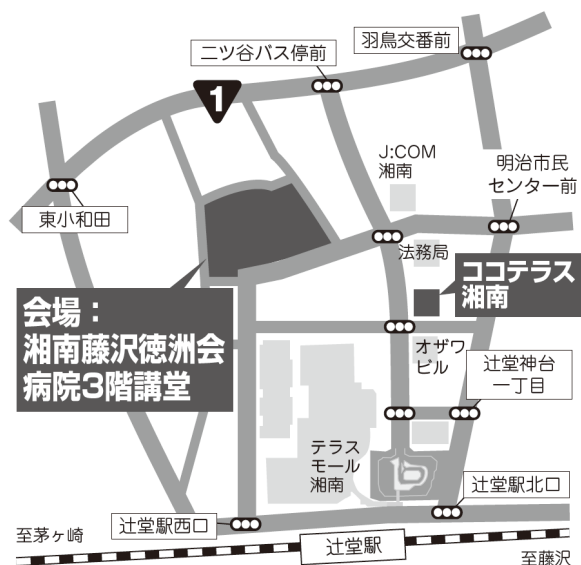 羽鳥交番前
二ツ谷バス停前
1
J:COM
湘南
明治市民
センター前
東小和田
法務局
ココテラス
湘南
会場：
湘南藤沢徳洲会
病院3階講堂
オザワ
ビル
辻堂神台
一丁目
テラス
モール
湘南
辻堂駅北口
辻堂駅西口
至茅ヶ崎
辻堂駅
至藤沢